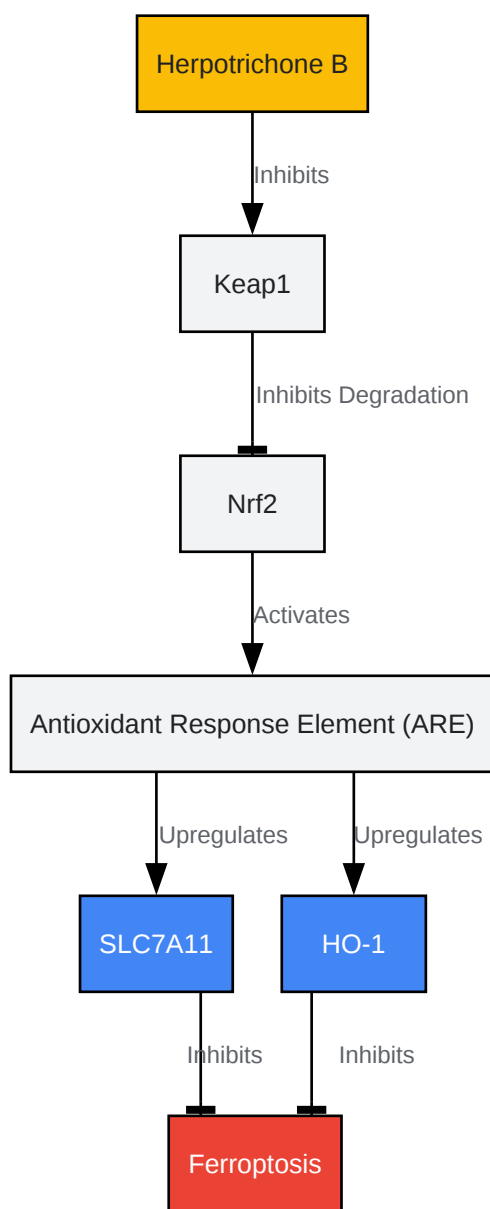 Herpotrichone B
Inhibits
Keap1
Inhibits Degradation
Nrf2
Activates
Antioxidant Response Element (ARE)
Upregulates
Upregulates
SLC7A11
HO-1
Inhibits
Inhibits
Ferroptosis